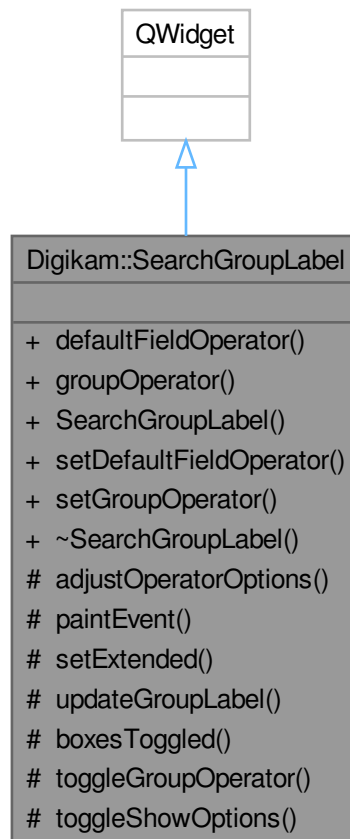 QWidget
Digikam::SearchGroupLabel
+ defaultFieldOperator()
+ groupOperator()
+ SearchGroupLabel()
+ setDefaultFieldOperator()
+ setGroupOperator()
+ ~SearchGroupLabel()
# adjustOperatorOptions()
# paintEvent()
# setExtended()
# updateGroupLabel()
# boxesToggled()
# toggleGroupOperator()
# toggleShowOptions()